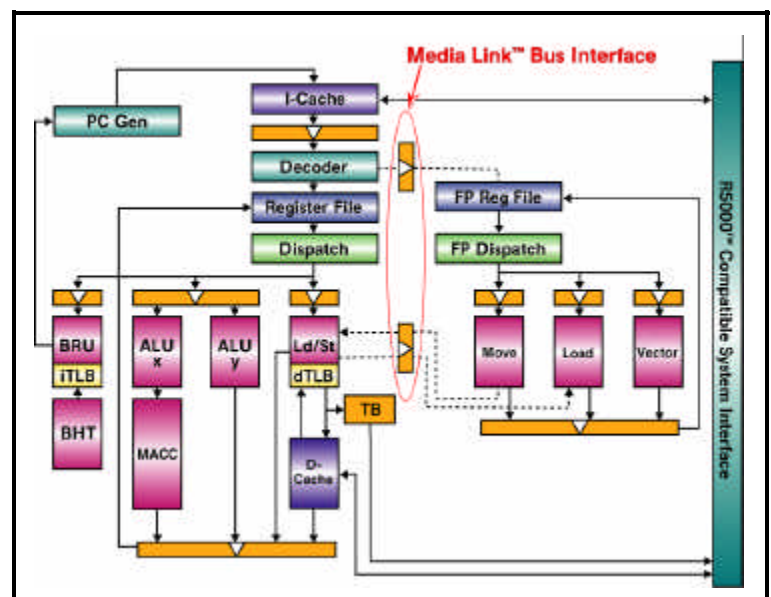 Media Link™ Bus Interface
I-Cache
PC Gen
Decoder
Register File
FP Reg File
Dispatch
FP Dispatch
BRU
iTLB
BHT
ALU
x
MACC
ALU
y
Ld/St
dTLB
TB
D-
Cache
Move
Load
Vector
R5000™ Compatible System Interface